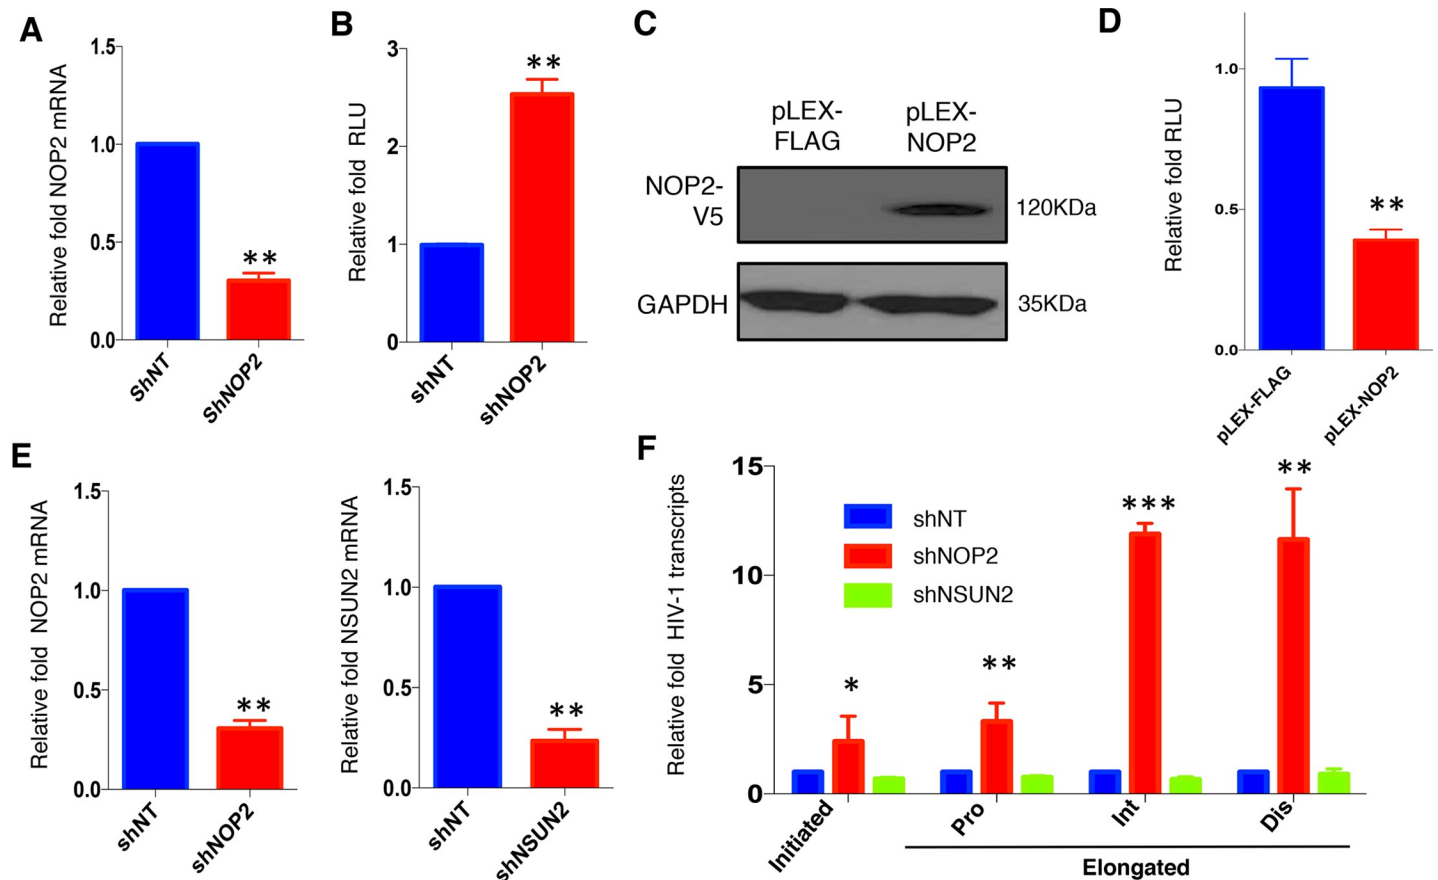 A
Relative fold NOP2 mRNA
1.5
1.0
0.5
0.0
**
ShNT
ShNOP2
B
Relative fold RLU
3
2
1
0
**
shNT
shNOP2
C
pLEX-
FLAG
pLEX-
NOP2
NOP2-
V5
120KDa
GAPDH
35KDa
D
Relative fold RLU
1.0
0.5
0.0
**
pLEX-FLAG
pLEX-NOP2
E
Relative fold NOP2 mRNA
1.5
1.0
0.5
0.0
**
shNT
shNOP2
Relative fold NSUN2 mRNA
1.5
1.0
0.5
0.0
**
shNT
shNSUN2
F
Relative fold HIV-1 transcripts
15
10
5
0
shNT
shNOP2
shNSUN2
*
**
***
**
Initiated
Pro
Int
Dis
Elongated